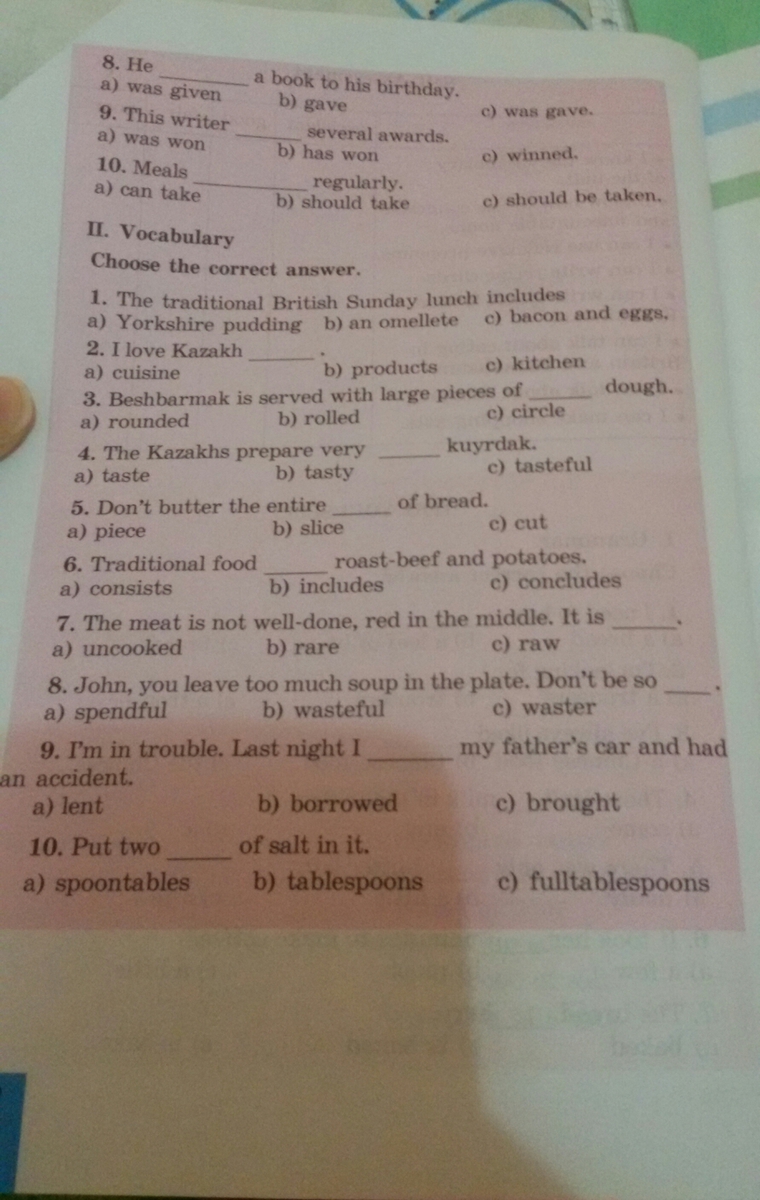 8. He ________ a book to his birthday.
a) was given b) gave c) was gave.
9. This writer ______ several awards.
a) was won b) has won c) winned.
10. Meals __________ regularly.
a) can take b) should take c) should be taken.
II. Vocabulary
Choose the correct answer.
1. The traditional British Sunday lunch includes
a) Yorkshire pudding b) an omellete c) bacon and eggs.
2. I love Kazakh ______ .
a) cuisine b) products c) kitchen
3. Beshbarmak is served with large pieces of ______ dough.
a) rounded b) rolled c) circle
4. The Kazakhs prepare very ______ kuyrdak.
a) taste b) tasty c) tasteful
5. Don't butter the entire ______ of bread.
a) piece b) slice c) cut
6. Traditional food ______ roast-beef and potatoes.
a) consists b) includes c) concludes
7. The meat is not well-done, red in the middle. It is ______.
a) uncooked b) rare c) raw
8. John, you leave too much soup in the plate. Don't be so ____ .
a) spendful b) wasteful c) waster
9. I'm in trouble. Last night I _______ my father's car and had
an accident.
a) lent b) borrowed c) brought
10. Put two _____ of salt in it.
a) spoontables b) tablespoons c) fulltablespoons